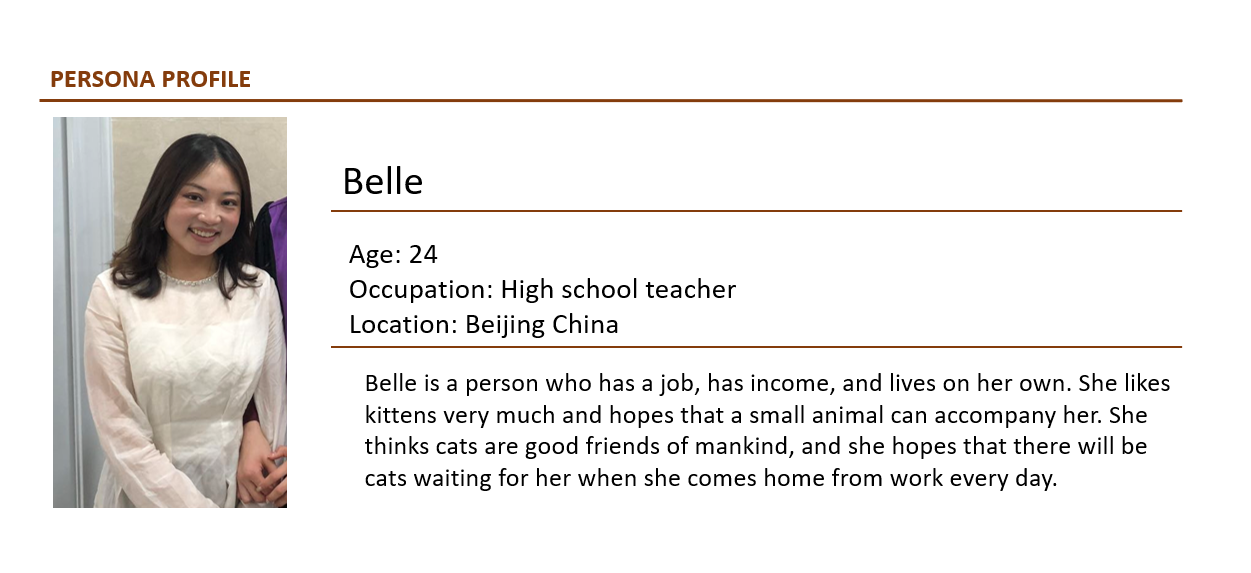 PERSONA PROFILE
Belle
Age: 24
Occupation: High school teacher
Location: Beijing China
Belle is a person who has a job, has income, and lives on her own. She likes
kittens very much and hopes that a small animal can accompany her. She
thinks cats are good friends of mankind, and she hopes that there will be
cats waiting for her when she comes home from work every day.